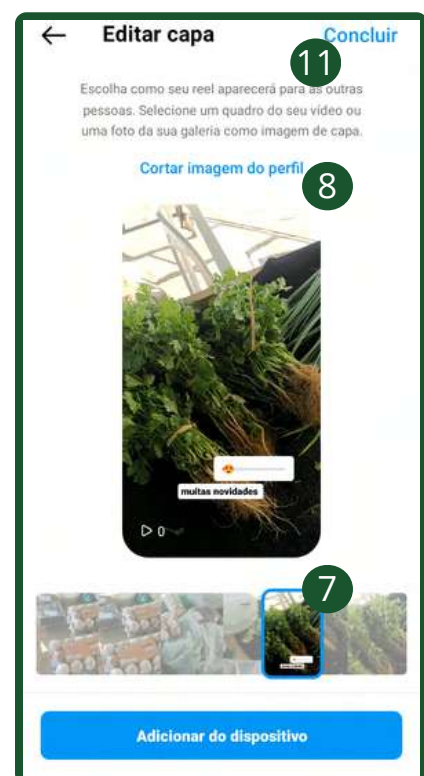 ← Editar capa Concluir
11
Escolha como seu reel aparecerá para as outras
pessoas. Selecione um quadro do seu vídeo ou
uma foto da sua galeria como imagem de capa.
Cortar imagem do perfil
8
muitas novidades
0
7
Adicionar do dispositivo